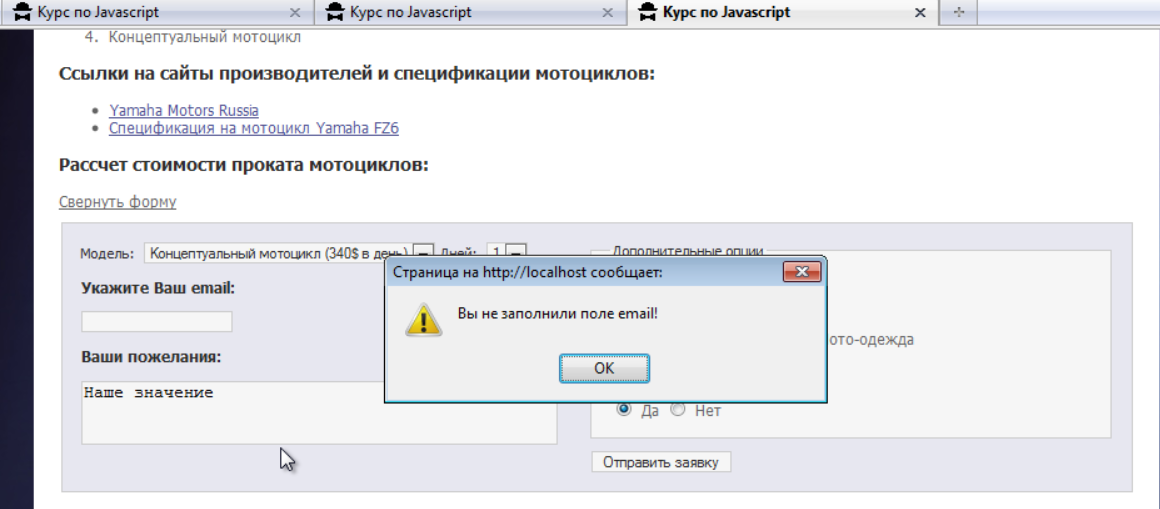 Курс по Javascript
Курс по Javascript
Курс по Javascript
4. Концептуальный мотоцикл
Ссылки на сайты производителей и спецификации мотоциклов:
Yamaha Motors Russia
Спецификация на мотоцикл Yamaha FZ6
Рассчет стоимости проката мотоциклов:
Свернуть форму
Модель: Концептуальный мотоцикл (340$ в день) Дней: 1
Дополнительные опции
Страница на http://localhost сообщает:
Укажите Ваш email:
Вы не заполнили поле email!
ото-одежда
Ваши пожелания:
OK
Наше значение
Да Нет
Отправить заявку